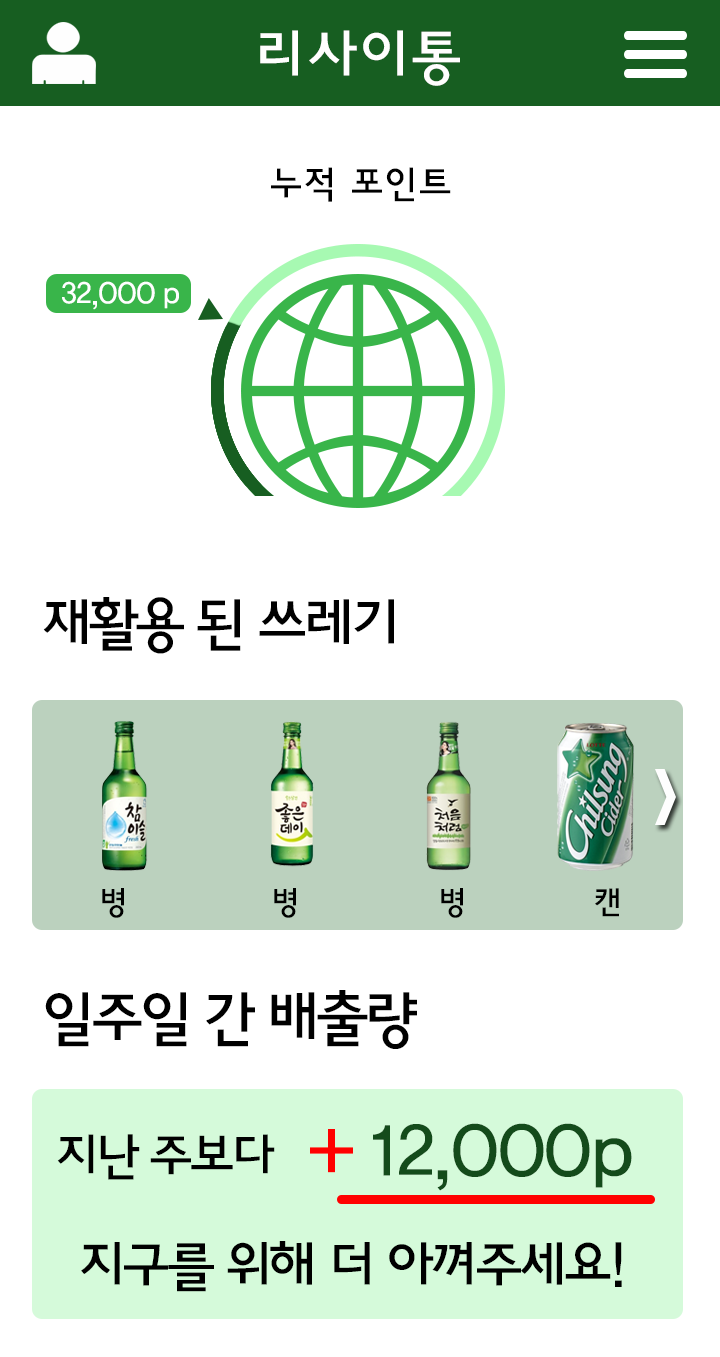 리사이통
누적 포인트
32,000 p
재활용 된 쓰레기
참
이슬
fresh
좋은
데이
처음
처럼
Chilsung
Cider
병 병 병 캔
일주일 간 배출량
지난 주보다 + 12,000p
지구를 위해 더 아껴주세요!